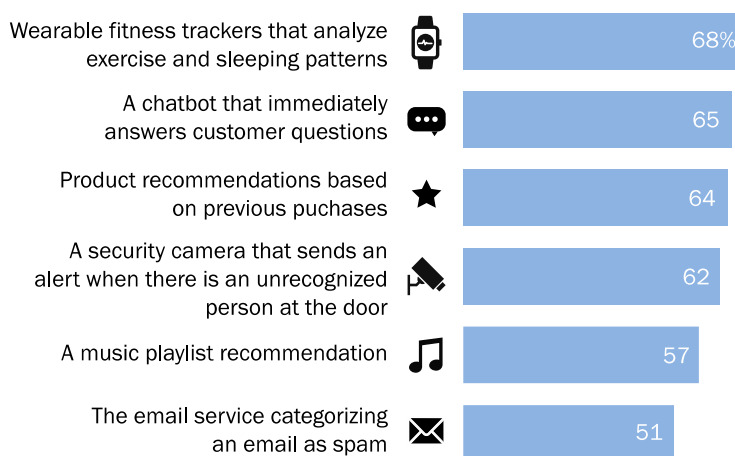 Wearable fitness trackers that analyze
exercise and sleeping patterns
68%
A chatbot that immediately
answers customer questions
65
Product recommendations based
on previous puchases
64
A security camera that sends an
alert when there is an unrecognized
person at the door
62
A music playlist recommendation
57
The email service categorizing
an email as spam
51